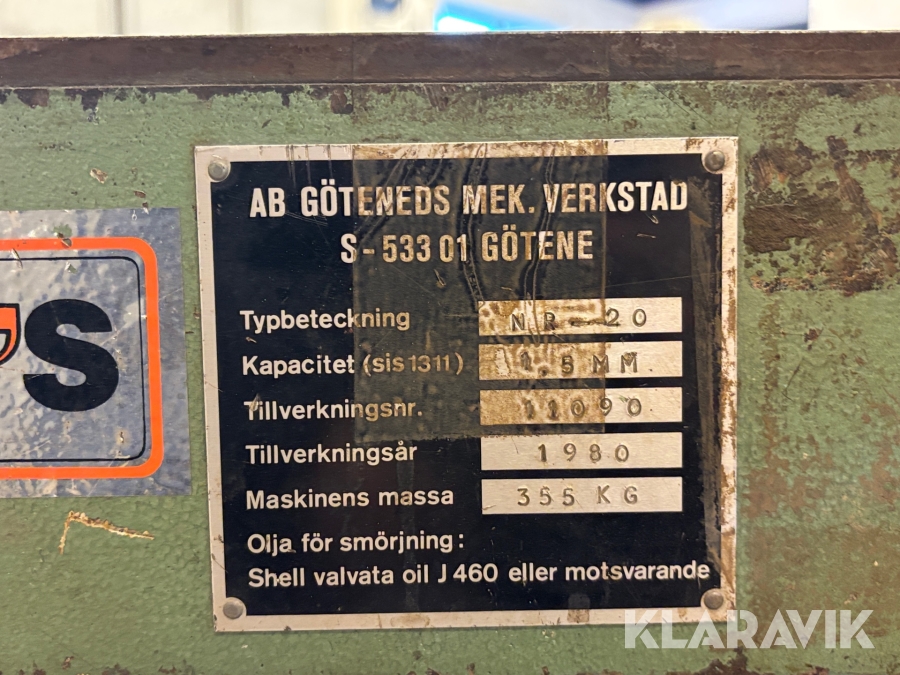 AB GÖTENEDS MEK. VERKSTAD
S-533 01 GÖTENE
'S
Typbeteckning NR-20
Kapacitet (sis 1311) 1,5 MM
Tillverkningsnr. 11090
Tillverkningsår 1980
Maskinens massa 355 KG
Olja för smörjning:
Shell valvata oil J 460 eller motsvarande
KLARAVIK